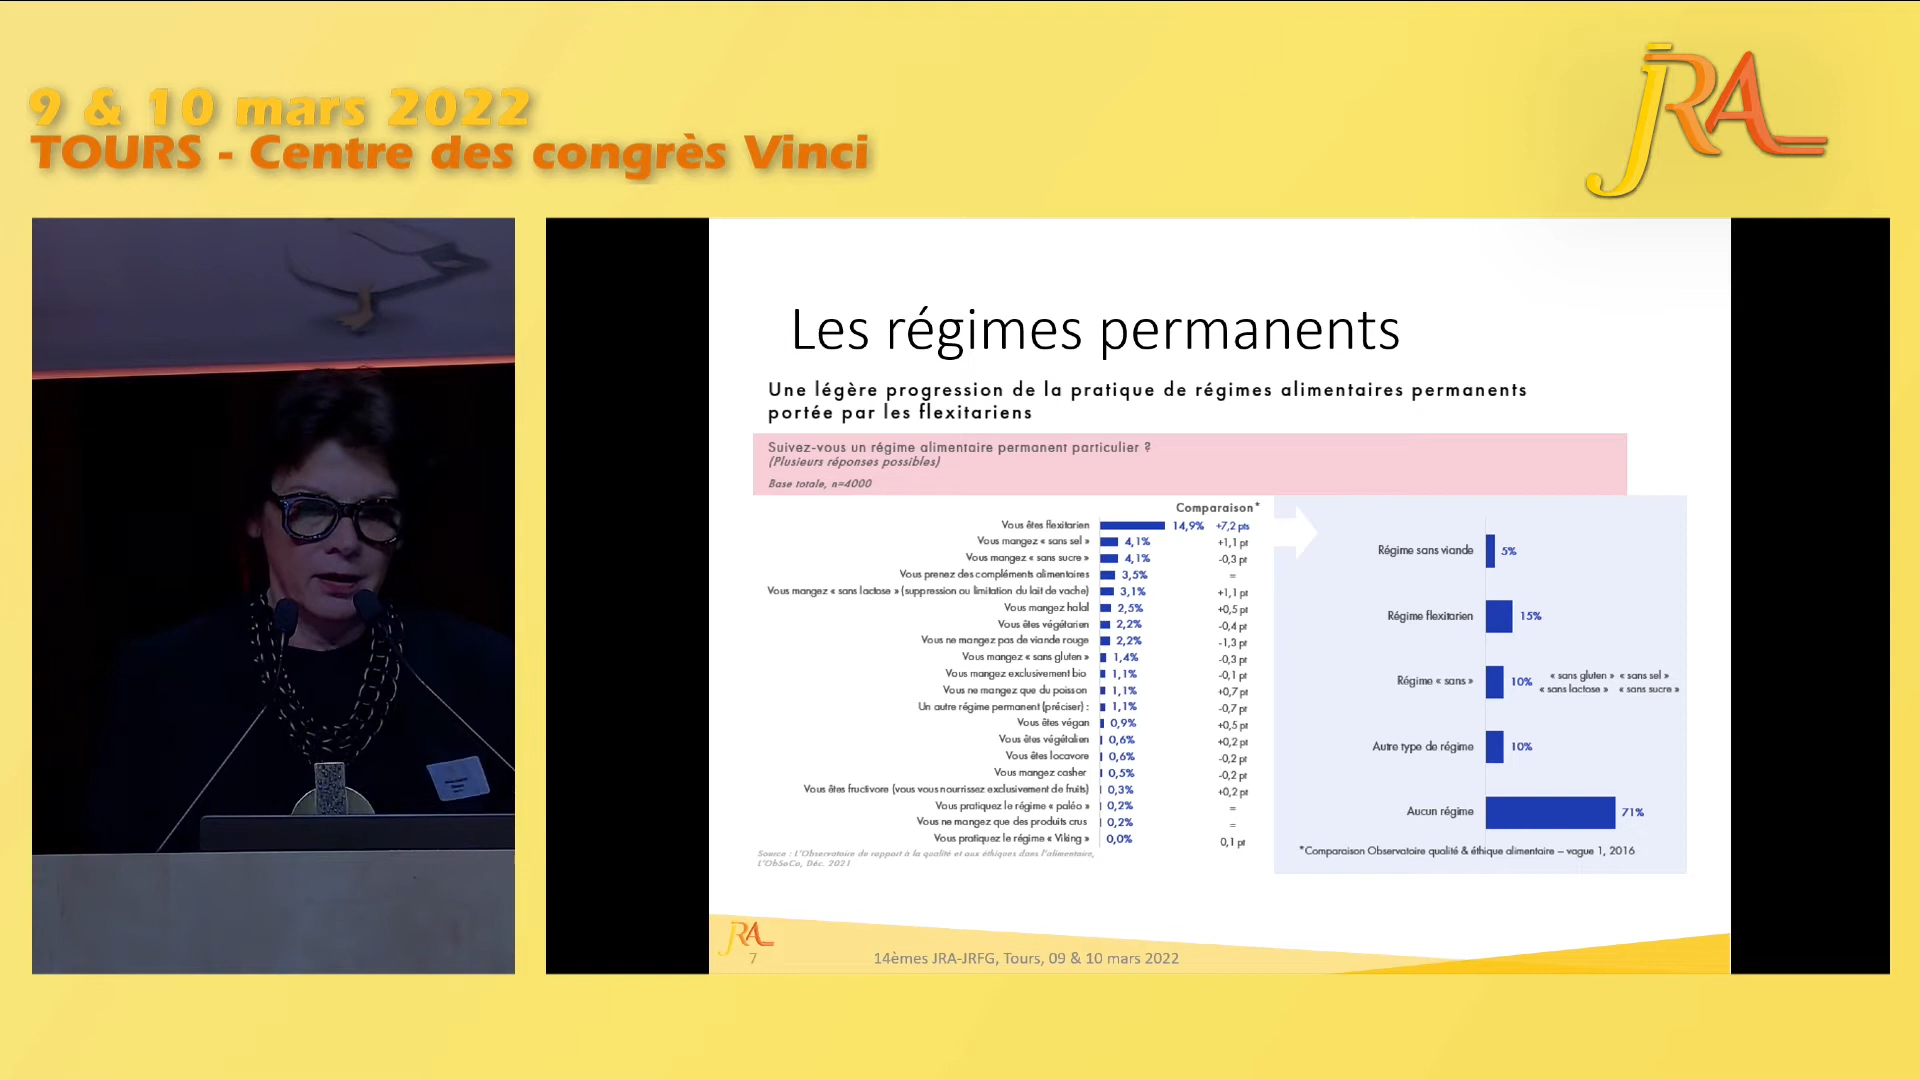 9 & 10 mars 2022
TOURS - Centre des congrès Vinci
JRA
Les régimes permanents
Une légère progression de la pratique de régimes alimentaires permanents
portée par les flexitariens
Suivez-vous un régime alimentaire permanent particulier ?
(Plusieurs réponses possibles)
Base totale, n=4000
Comparaison*
Vous êtes flexitarien 14,9% +7,2 pts
Vous mangez « sans sel » 4,1% +1,1 pt
Vous mangez « sans sucre » 4,1% -0,3 pt
Vous prenez des compléments alimentaires 3,5% =
Vous mangez « sans lactose » (suppression ou limitation du lait de vache) 3,1% +1,1 pt
Vous mangez halal 2,5% +0,5 pt
Vous êtes végétarien 2,2% -0,4 pt
Vous ne mangez pas de viande rouge 2,2% -1,3 pt
Vous mangez « sans gluten » 1,4% -0,3 pt
Vous mangez exclusivement bio 1,1% -0,1 pt
Vous ne mangez que du poisson 1,1% +0,7 pt
Un autre régime permanent (préciser) : 1,1% -0,7 pt
Vous êtes végan 0,9% +0,5 pt
Vous êtes végétalien 0,6% +0,2 pt
Vous êtes locavore 0,6% -0,2 pt
Vous mangez casher 0,5% -0,2 pt
Vous êtes fructivore (vous vous nourrissez exclusivement de fruits) 0,3% +0,2 pt
Vous pratiquez le régime « paléo » 0,2% =
Vous ne mangez que des produits crus 0,2% =
Vous pratiquez le régime « Viking » 0,0% 0,1 pt
Source : L'Observatoire de rapport à la qualité et aux éthiques dans l'alimentaire,
L'ObSoCo, Déc. 2021
Régime sans viande 5%
Régime flexitarien 15%
Régime « sans » 10% « sans gluten » « sans sel »
« sans lactose » « sans sucre »
Autre type de régime 10%
Aucun régime 71%
*Comparaison Observatoire qualité & éthique alimentaire – vague 1, 2016
JRA
7
14èmes JRA-JRFG, Tours, 09 & 10 mars 2022